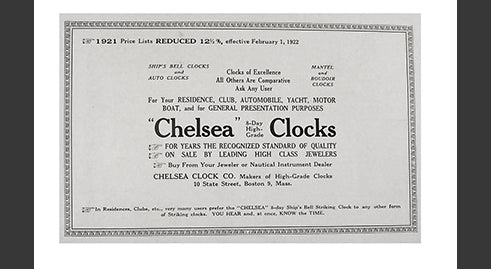 1921 Price Lists REDUCED 12½%, effective February 1, 1922
SHIP'S BELL CLOCKS
and
AUTO CLOCKS
Clocks of Excellence
All Others Are Comparative
Ask Any User
MANTEL
and
BOUDOIR
CLOCKS
For Your RESIDENCE, CLUB, AUTOMOBILE, YACHT, MOTOR
BOAT, and for GENERAL PRESENTATION PURPOSES
"Chelsea" 8-Day High-Grade Clocks
FOR YEARS THE RECOGNIZED STANDARD OF QUALITY
ON SALE BY LEADING HIGH CLASS JEWELERS
Buy From Your Jeweler or Nautical Instrument Dealer
CHELSEA CLOCK CO. Makers of High-Grade Clocks
10 State Street, Boston 9, Mass.
In Residences, Clubs, etc., very many users prefer the "CHELSEA" 8-day Ship's Bell Striking Clock to any other form
of Striking clocks. YOU HEAR and, at once, KNOW the TIME.